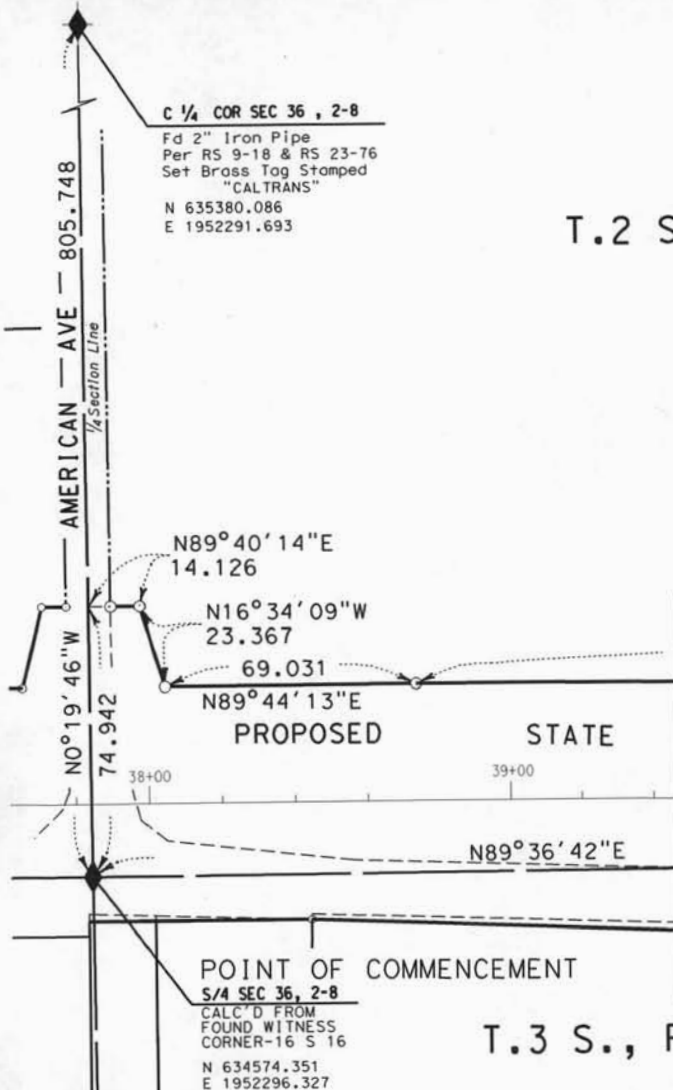 C 1/4 COR SEC 36 , 2-8
Fd 2" Iron Pipe
Per RS 9-18 & RS 23-76
Set Brass Tag Stamped
"CALTRANS"
N 635380.086
E 1952291.693
T.2 S
AMERICAN — AVE — 805.748
1/4 Section Line
N89°40'14"E
14.126
N16°34'09"W
23.367
69.031
N89°44'13"E
N0°19'46"W
74.942
PROPOSED STATE
38+00
39+00
N89°36'42"E
POINT OF COMMENCEMENT
S/4 SEC 36, 2-8
CALC'D FROM
FOUND WITNESS
CORNER-16 S 16
N 634574.351
E 1952296.327
T.3 S., R